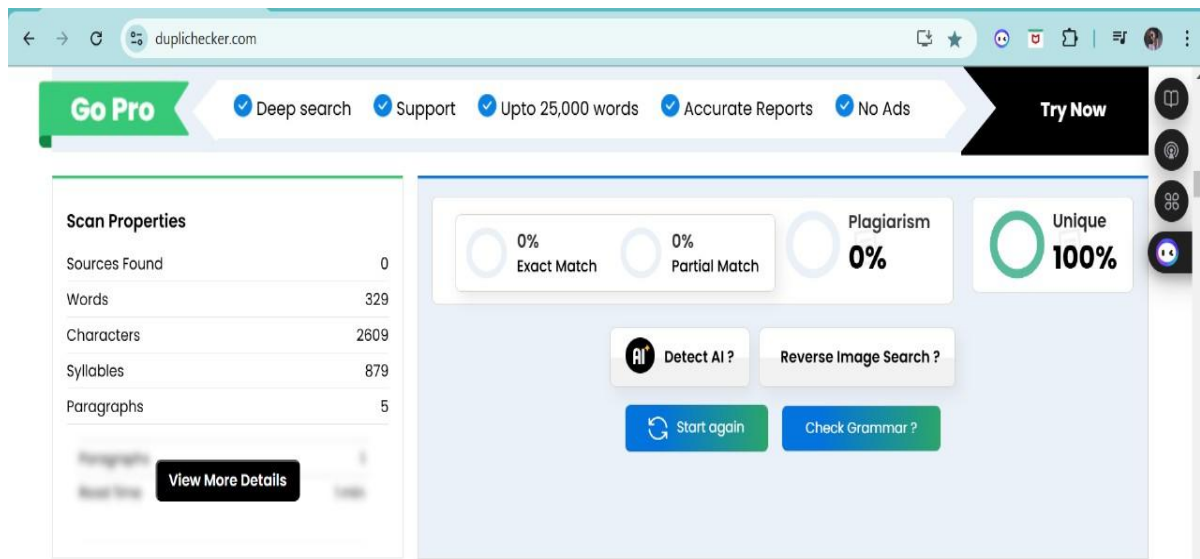 duplichecker.com
Go Pro
Deep search Support Upto 25,000 words Accurate Reports No Ads
Try Now
Scan Properties
Sources Found 0
Words 329
Characters 2609
Syllables 879
Paragraphs 5
View More Details
0%
Exact Match
0%
Partial Match
Plagiarism
0%
Unique
100%
AI Detect AI ?
Reverse Image Search ?
Start again
Check Grammar ?